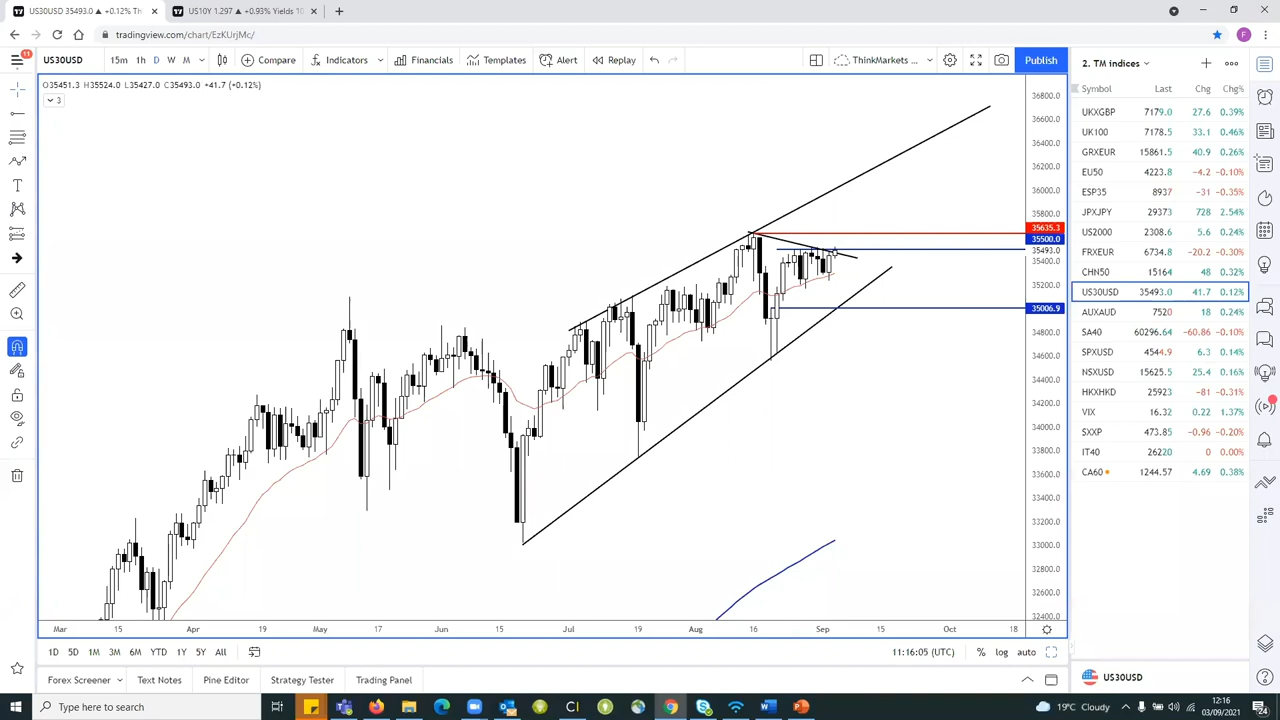 US30USD 35493.0 ▲ +0.12% Th
US10Y 1.297 ▲ +0.93% Yields 10
tradingview.com/chart/EzKUrjMc/
F
11
US30USD 15m 1h D W M Compare Indicators Financials Templates Alert Replay ThinkMarkets ... Publish
2. TM indices
O35451.3 H35524.0 L35427.0 C35493.0 +41.7 (+0.12%)
3
Symbol Last Chg Chg%
UKXGBP 7179.0 27.6 0.39%
UK100 7178.5 33.1 0.46%
GRXEUR 15861.5 40.9 0.26%
EU50 4223.8 −4.2 −0.10%
ESP35 8937 −31 −0.35%
JPXJPY 29373 728 2.54%
US2000 2308.6 5.6 0.24%
FRXEUR 6734.8 −20.2 −0.30%
CHN50 15164 48 0.32%
US30USD 35493.0 41.7 0.12%
AUXAUD 7520 18 0.24%
SA40 60296.64 −60.86 −0.10%
SPXUSD 4544.9 6.3 0.14%
NSXUSD 15625.5 25.4 0.16%
HKXHKD 25923 −81 −0.31%
VIX 16.32 0.22 1.37%
SXXP 473.85 −0.96 −0.20%
IT40 26220 0 0.00%
CA60 1244.57 4.69 0.38%
36800.0
36600.0
36400.0
36200.0
36000.0
35800.0
35635.3
35500.0
35493.0
35400.0
35200.0
35006.9
34800.0
34600.0
34400.0
34200.0
34000.0
33800.0
33600.0
33400.0
33200.0
33000.0
32800.0
32600.0
32400.0
Mar 15 Apr 19 May 17 Jun 15 Jul 19 Aug 16 Sep 15 Oct 18
1D 5D 1M 3M 6M YTD 1Y 5Y All 11:16:05 (UTC) % log auto
Forex Screener Text Notes Pine Editor Strategy Tester Trading Panel
US30USD
Type here to search
19°C Cloudy
12:16
03/09/2021
24